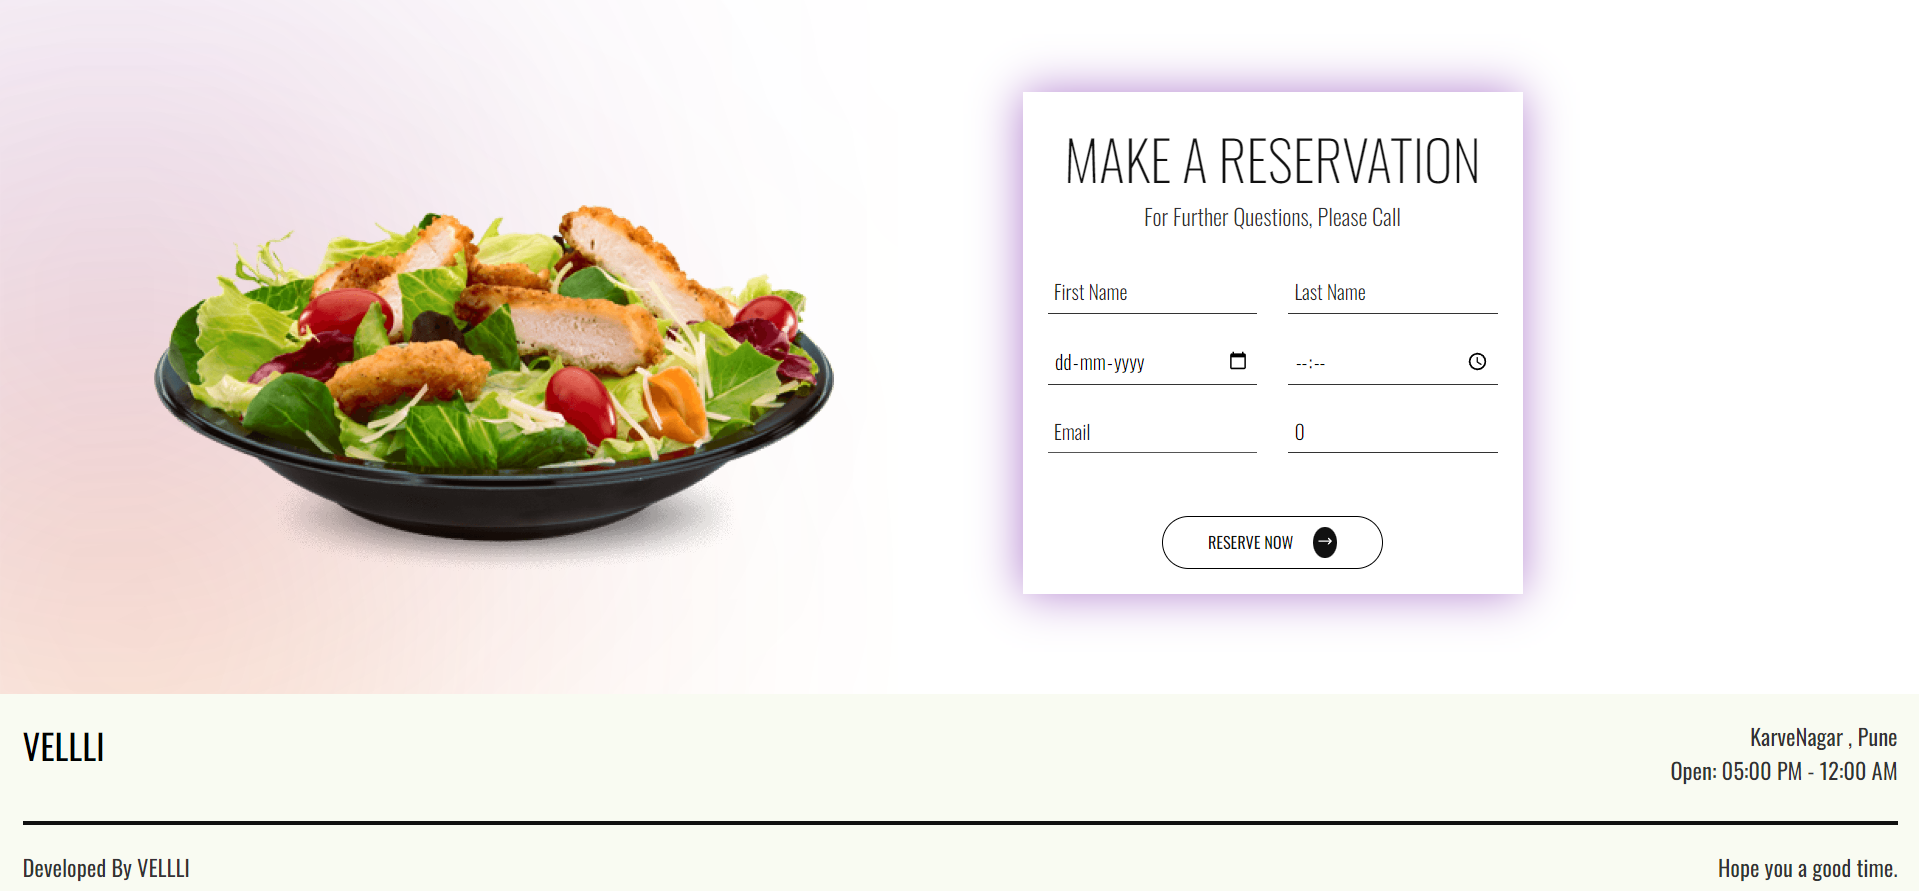 MAKE A RESERVATION
For Further Questions, Please Call
First Name
Last Name
dd-mm-yyyy
--:--
Email
0
RESERVE NOW →
VELLLI
KarveNagar , Pune
Open: 05:00 PM - 12:00 AM
Developed By VELLLI
Hope you a good time.